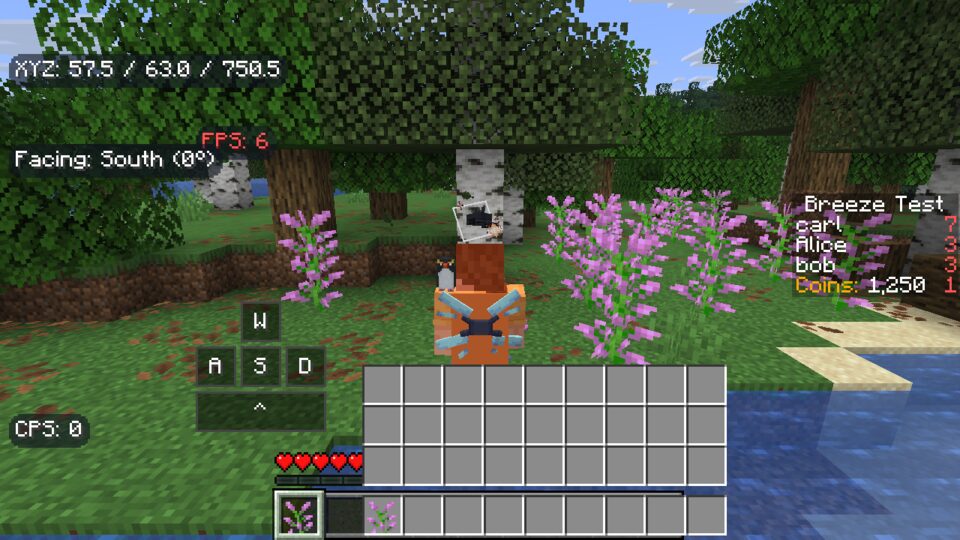 XYZ: 57.5 / 63.0 / 750.5
FPS: 6
Facing: South (0°)
Breeze Test
carl 7
Alice 3
bob 3
Coins: 1,250 1
W
A S D
^
CPS: 0